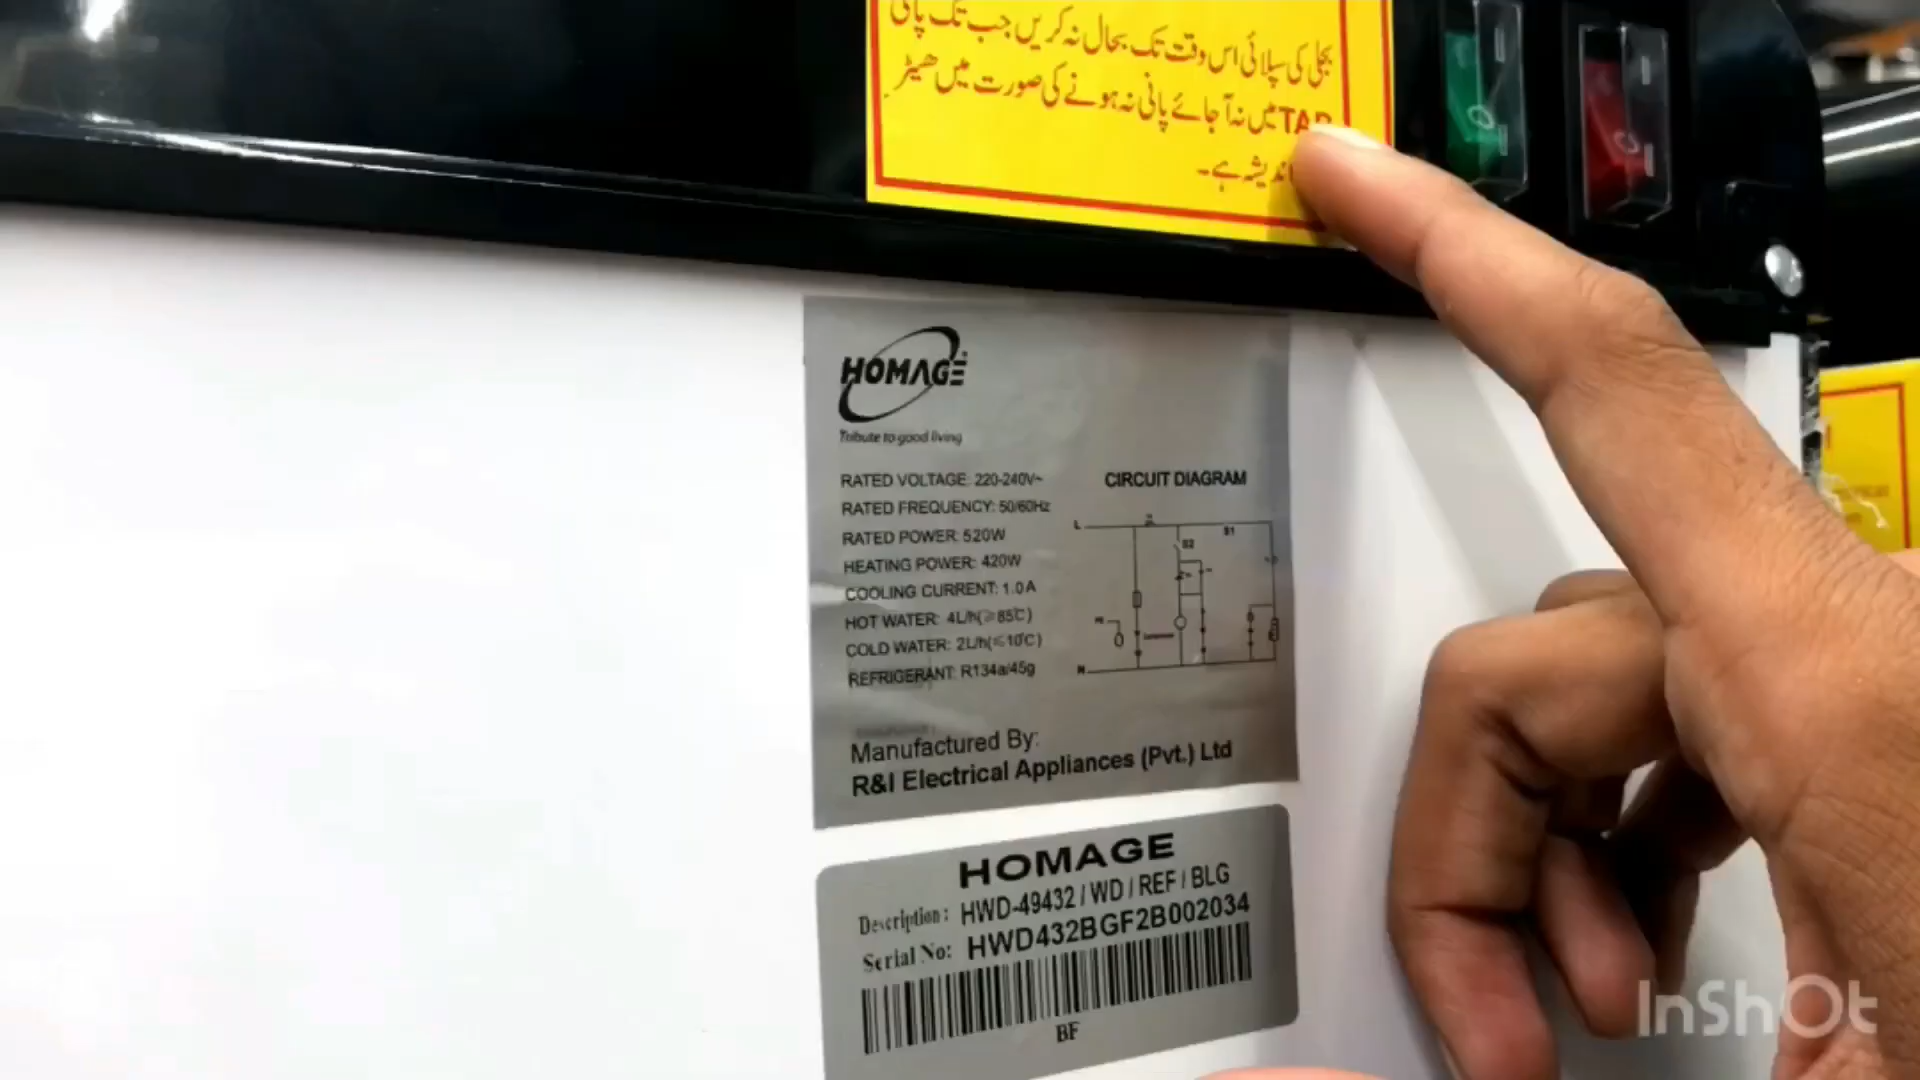 بجلی کی سپلائی اس وقت تک بحال نہ کریں جب تک پانی
TAP میں نہ آ جائے پانی نہ ہونے کی صورت میں ھیٹر
اندیشہ ہے۔
HOMAGE
Tribute to good living
RATED VOLTAGE: 220-240V~
RATED FREQUENCY: 50/60Hz
RATED POWER: 520W
HEATING POWER: 420W
COOLING CURRENT: 1.0A
HOT WATER: 4L/h(≥85℃)
COLD WATER: 2L/h(≤10℃)
REFRIGERANT: R134a/45g
CIRCUIT DIAGRAM
L
S1
S2
N
Manufactured By:
R&I Electrical Appliances (Pvt.) Ltd
HOMAGE
Description: HWD-49432 / WD / REF / BLG
Serial No: HWD432BGF2B002034
BF
InShOt